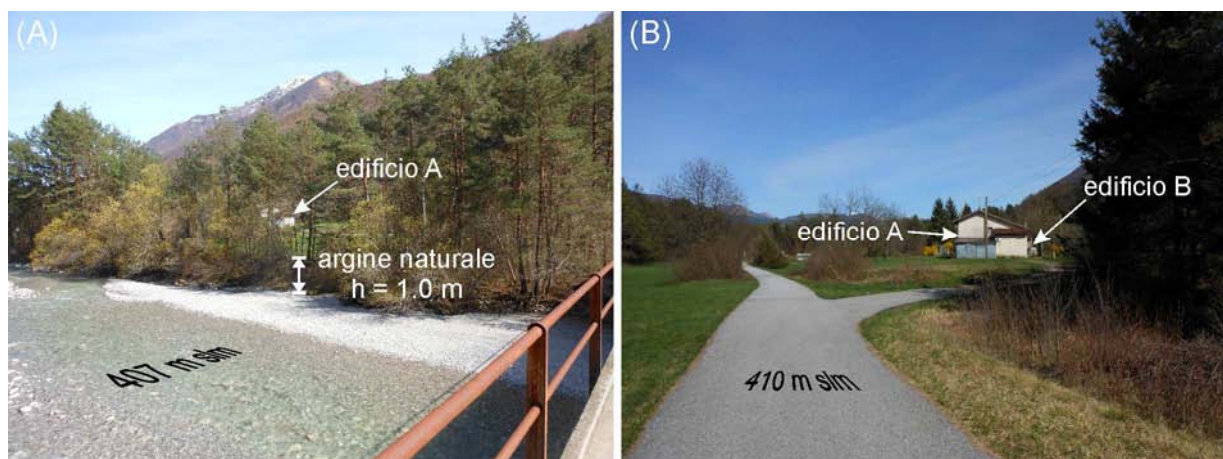 (A)
edificio A
argine naturale
h = 1.0 m
407 m slm
(B)
edificio B
edificio A
410 m slm